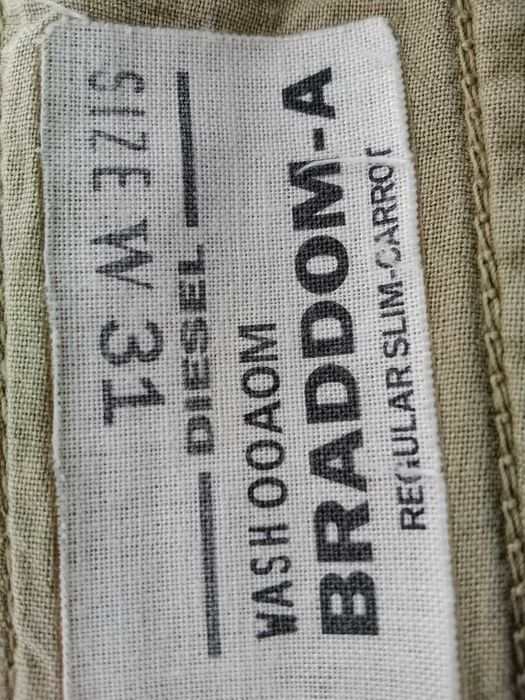 SIZE W 31
DIESEL
WASH 00AOM
BRADDOM-A
REGULAR SLIM-CARROT